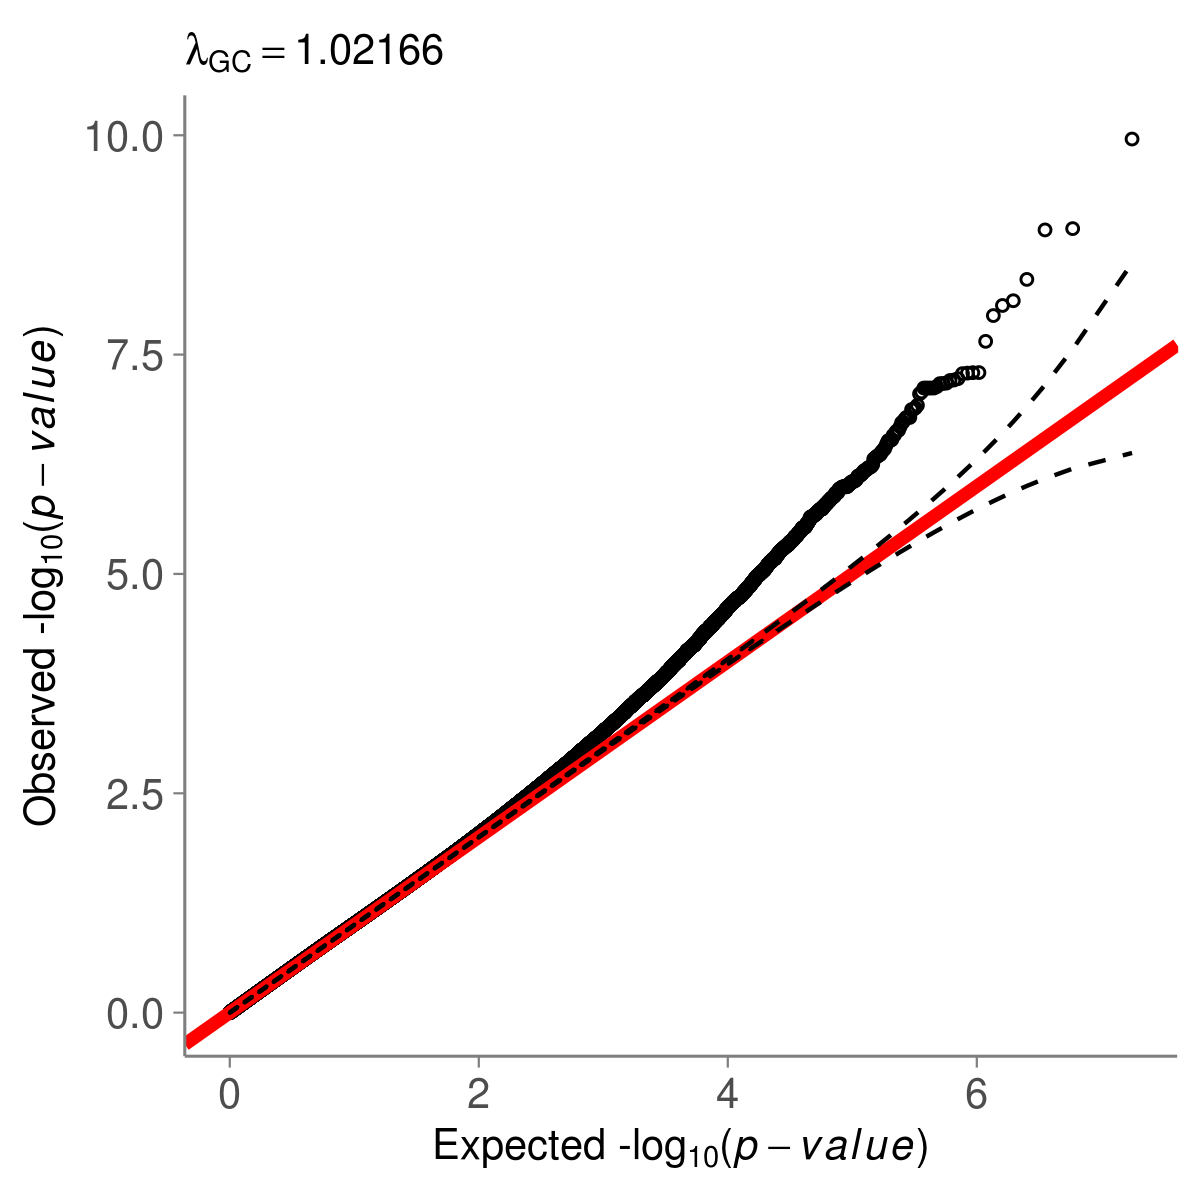 λGC = 1.02166
10.0
7.5
5.0
2.5
0.0
Observed -log10(p − value)
0 2 4 6
Expected -log10(p − value)